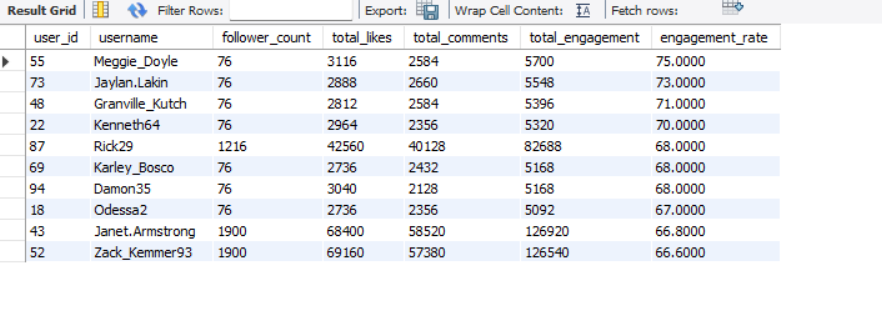 Result Grid Filter Rows: Export: Wrap Cell Content: IA Fetch rows:
user_id username follower_count total_likes total_comments total_engagement engagement_rate
55 Meggie_Doyle 76 3116 2584 5700 75.0000
73 Jaylan.Lakin 76 2888 2660 5548 73.0000
48 Granville_Kutch 76 2812 2584 5396 71.0000
22 Kenneth64 76 2964 2356 5320 70.0000
87 Rick29 1216 42560 40128 82688 68.0000
69 Karley_Bosco 76 2736 2432 5168 68.0000
94 Damon35 76 3040 2128 5168 68.0000
18 Odessa2 76 2736 2356 5092 67.0000
43 Janet.Armstrong 1900 68400 58520 126920 66.8000
52 Zack_Kemmer93 1900 69160 57380 126540 66.6000